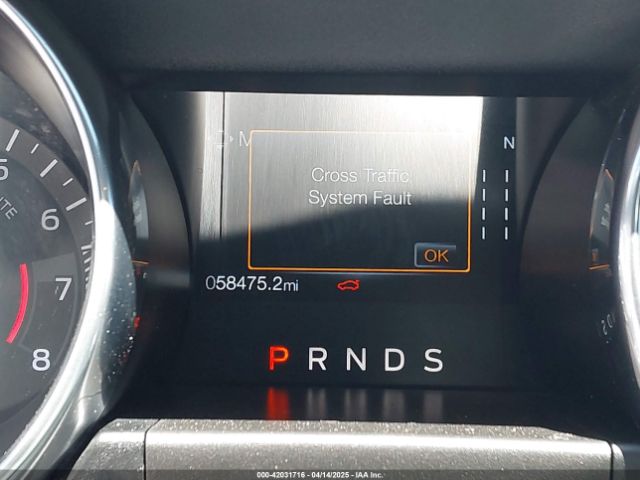 5
6
7
8
M
N
Cross Traffic
System Fault
OK
058475.2mi
P R N D S
000-42031716 - 04/14/2025 - IAA Inc.